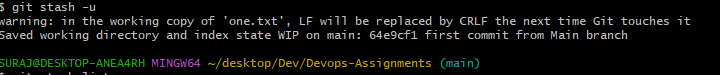 $ git stash -u
warning: in the working copy of 'one.txt', LF will be replaced by CRLF the next time Git touches it
Saved working directory and index state WIP on main: 64e9cf1 first commit from Main branch
SURAJ@DESKTOP-ANEA4RH MINGW64 ~/desktop/Dev/Devops-Assignments (main)